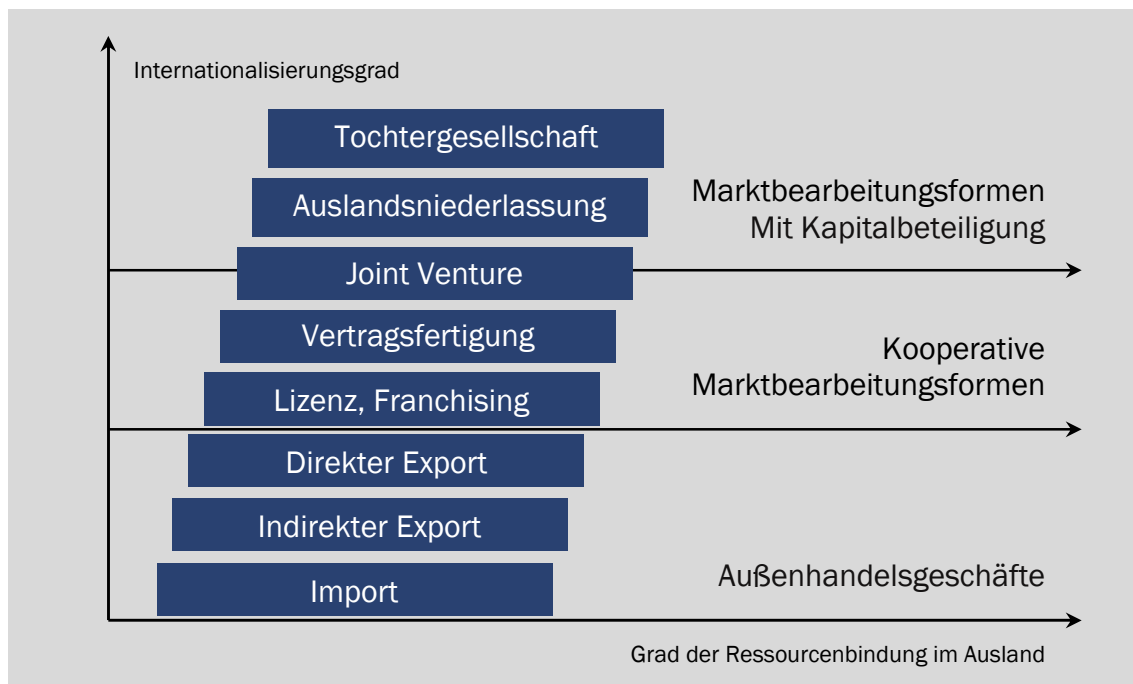 Internationalisierungsgrad
Tochtergesellschaft
Auslandsniederlassung
Marktbearbeitungsformen
Mit Kapitalbeteiligung
Joint Venture
Vertragsfertigung
Kooperative
Marktbearbeitungsformen
Lizenz, Franchising
Direkter Export
Indirekter Export
Außenhandelsgeschäfte
Import
Grad der Ressourcenbindung im Ausland